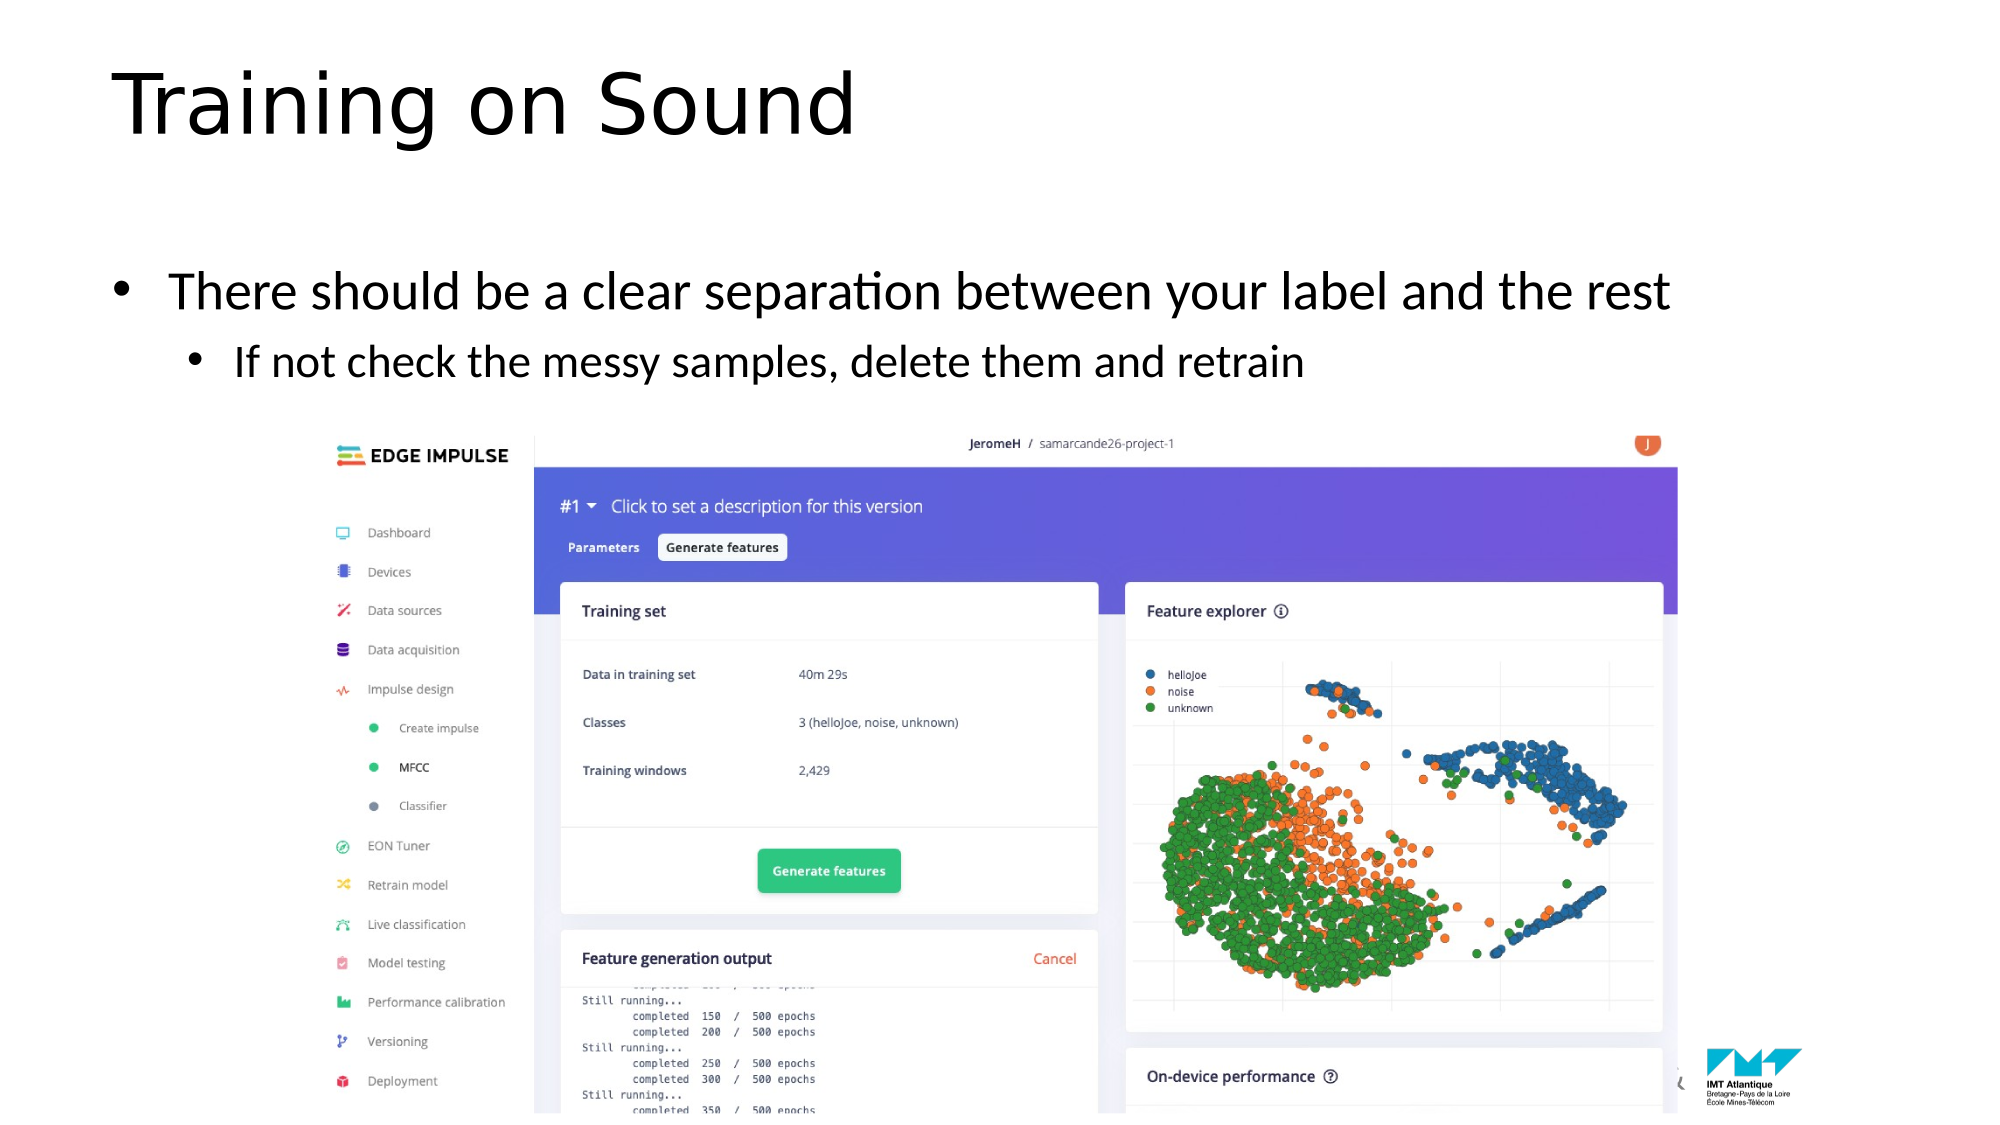 Training on Sound
• There should be a clear separation between your label and the rest
• If not check the messy samples, delete them and retrain
EDGE IMPULSE
JeromeH / samarcande26-project-1
J
#1 Click to set a description for this version
Parameters Generate features
Dashboard
Devices
Data sources
Data acquisition
Impulse design
Create impulse
MFCC
Classifier
EON Tuner
Retrain model
Live classification
Model testing
Performance calibration
Versioning
Deployment
Training set
Data in training set 40m 29s
Classes 3 (helloJoe, noise, unknown)
Training windows 2,429
Generate features
Feature generation output Cancel
Still running...
completed 150 / 500 epochs
completed 200 / 500 epochs
Still running...
completed 250 / 500 epochs
completed 300 / 500 epochs
Still running...
completed 350 / 500 epochs
Feature explorer
helloJoe
noise
unknown
On-device performance
IMT Atlantique
Bretagne-Pays de la Loire
École Mines-Télécom